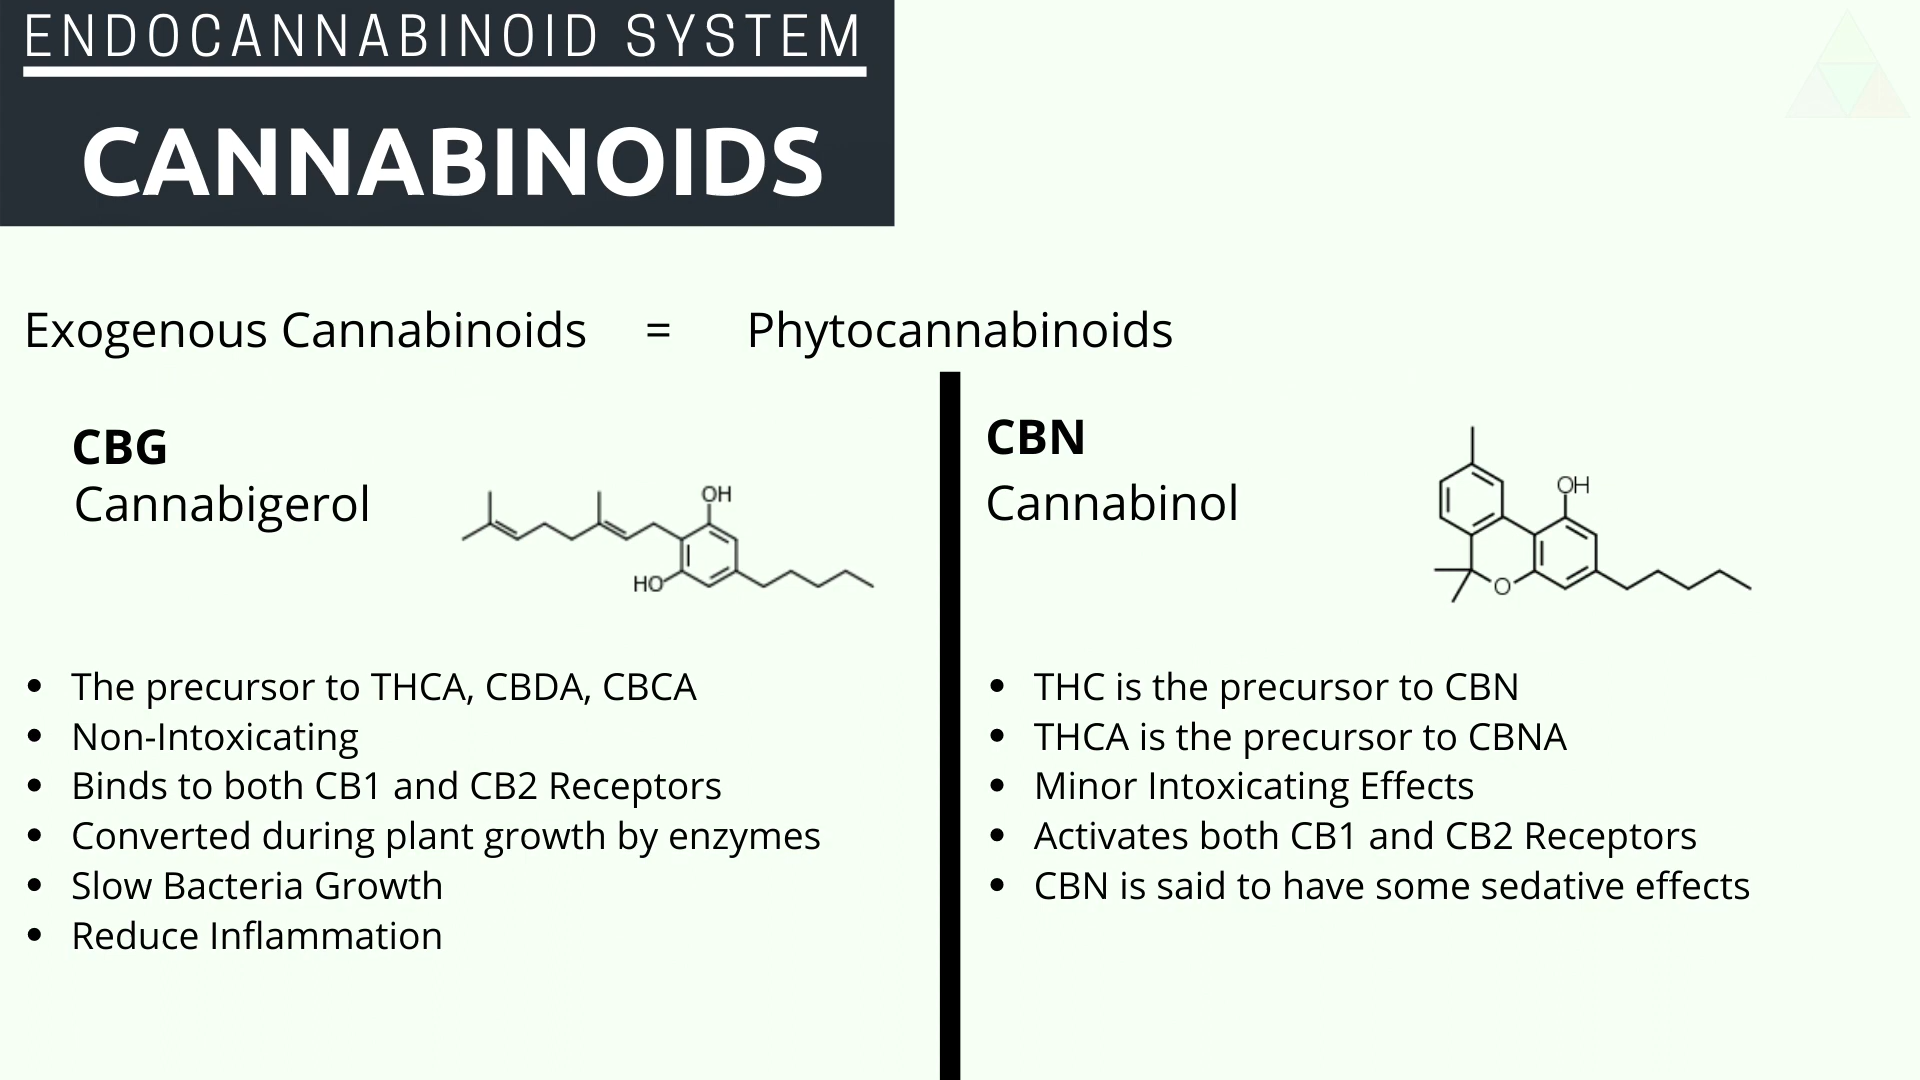 ENDOCANNABINOID SYSTEM
CANNABINOIDS
Exogenous Cannabinoids = Phytocannabinoids
CBG
Cannabigerol
OH
HO
• The precursor to THCA, CBDA, CBCA
• Non-Intoxicating
• Binds to both CB1 and CB2 Receptors
• Converted during plant growth by enzymes
• Slow Bacteria Growth
• Reduce Inflammation
CBN
Cannabinol
OH
O
• THC is the precursor to CBN
• THCA is the precursor to CBNA
• Minor Intoxicating Effects
• Activates both CB1 and CB2 Receptors
• CBN is said to have some sedative effects